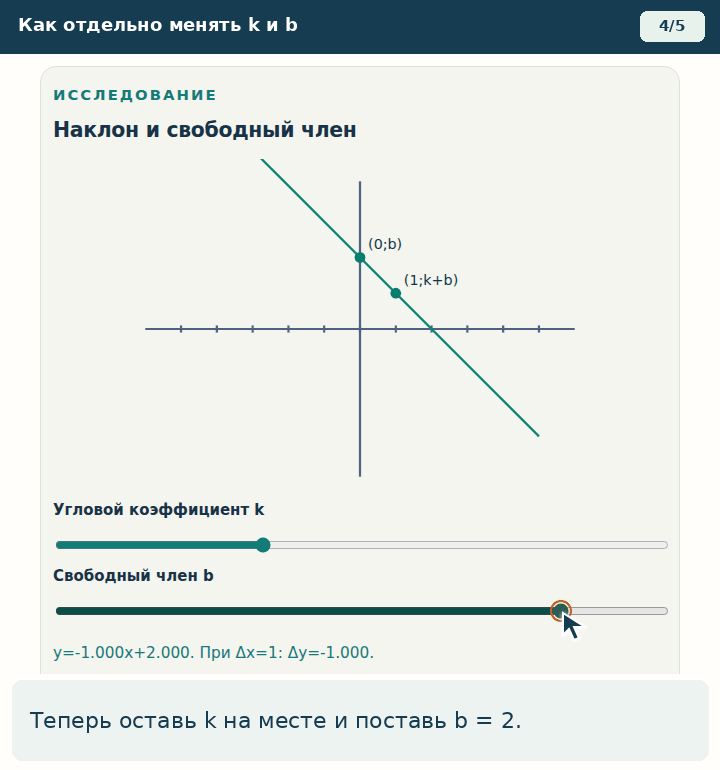 Как отдельно менять k и b
4/5
ИССЛЕДОВАНИЕ
Наклон и свободный член
(0;b)
(1;k+b)
Угловой коэффициент k
Свободный член b
y=-1.000x+2.000. При Δx=1: Δy=-1.000.
Теперь оставь k на месте и поставь b = 2.